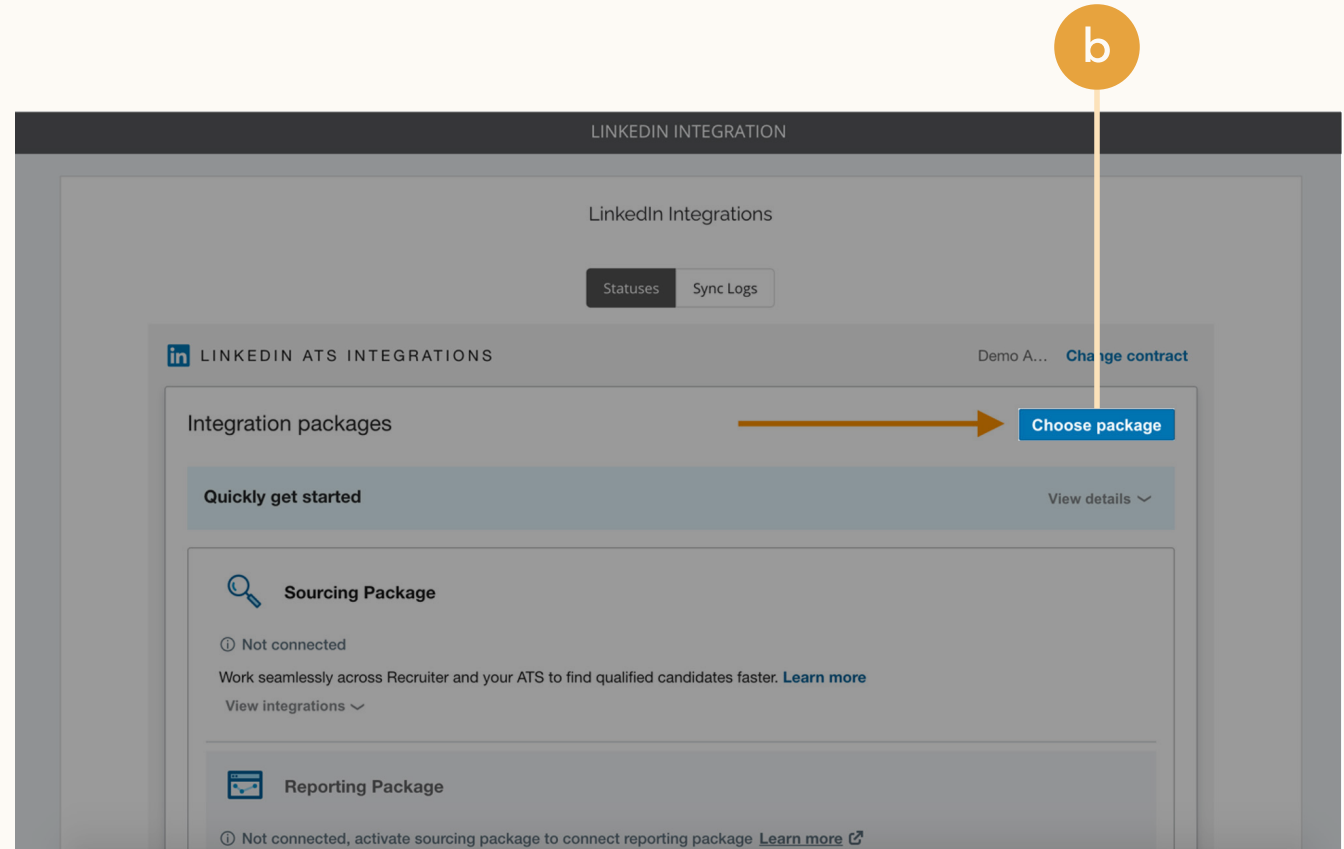 b
LINKEDIN INTEGRATION
LinkedIn Integrations
Statuses Sync Logs
in LINKEDIN ATS INTEGRATIONS Demo A... Change contract
Integration packages Choose package
Quickly get started View details
Sourcing Package
Not connected
Work seamlessly across Recruiter and your ATS to find qualified candidates faster. Learn more
View integrations
Reporting Package
Not connected, activate sourcing package to connect reporting package Learn more